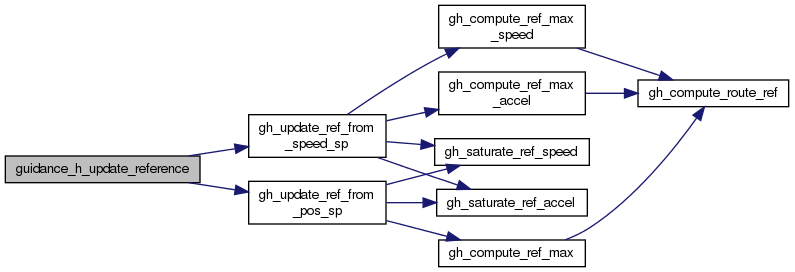 guidance_h_update_reference
gh_update_ref_from
_speed_sp
gh_update_ref_from
_pos_sp
gh_compute_ref_max
_speed
gh_compute_ref_max
_accel
gh_saturate_ref_speed
gh_saturate_ref_accel
gh_compute_ref_max
gh_compute_route_ref